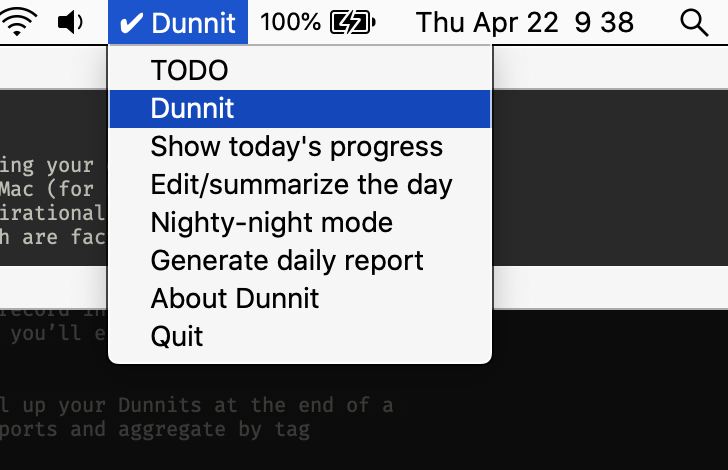 ✔ Dunnit 100% Thu Apr 22 9 38
TODO
Dunnit
Show today's progress
Edit/summarize the day
Nighty-night mode
Generate daily report
About Dunnit
Quit
ing your
Mac (for
irational
h are fac
record in
you'll e
l up your Dunnits at the end of a
ports and aggregate by tag